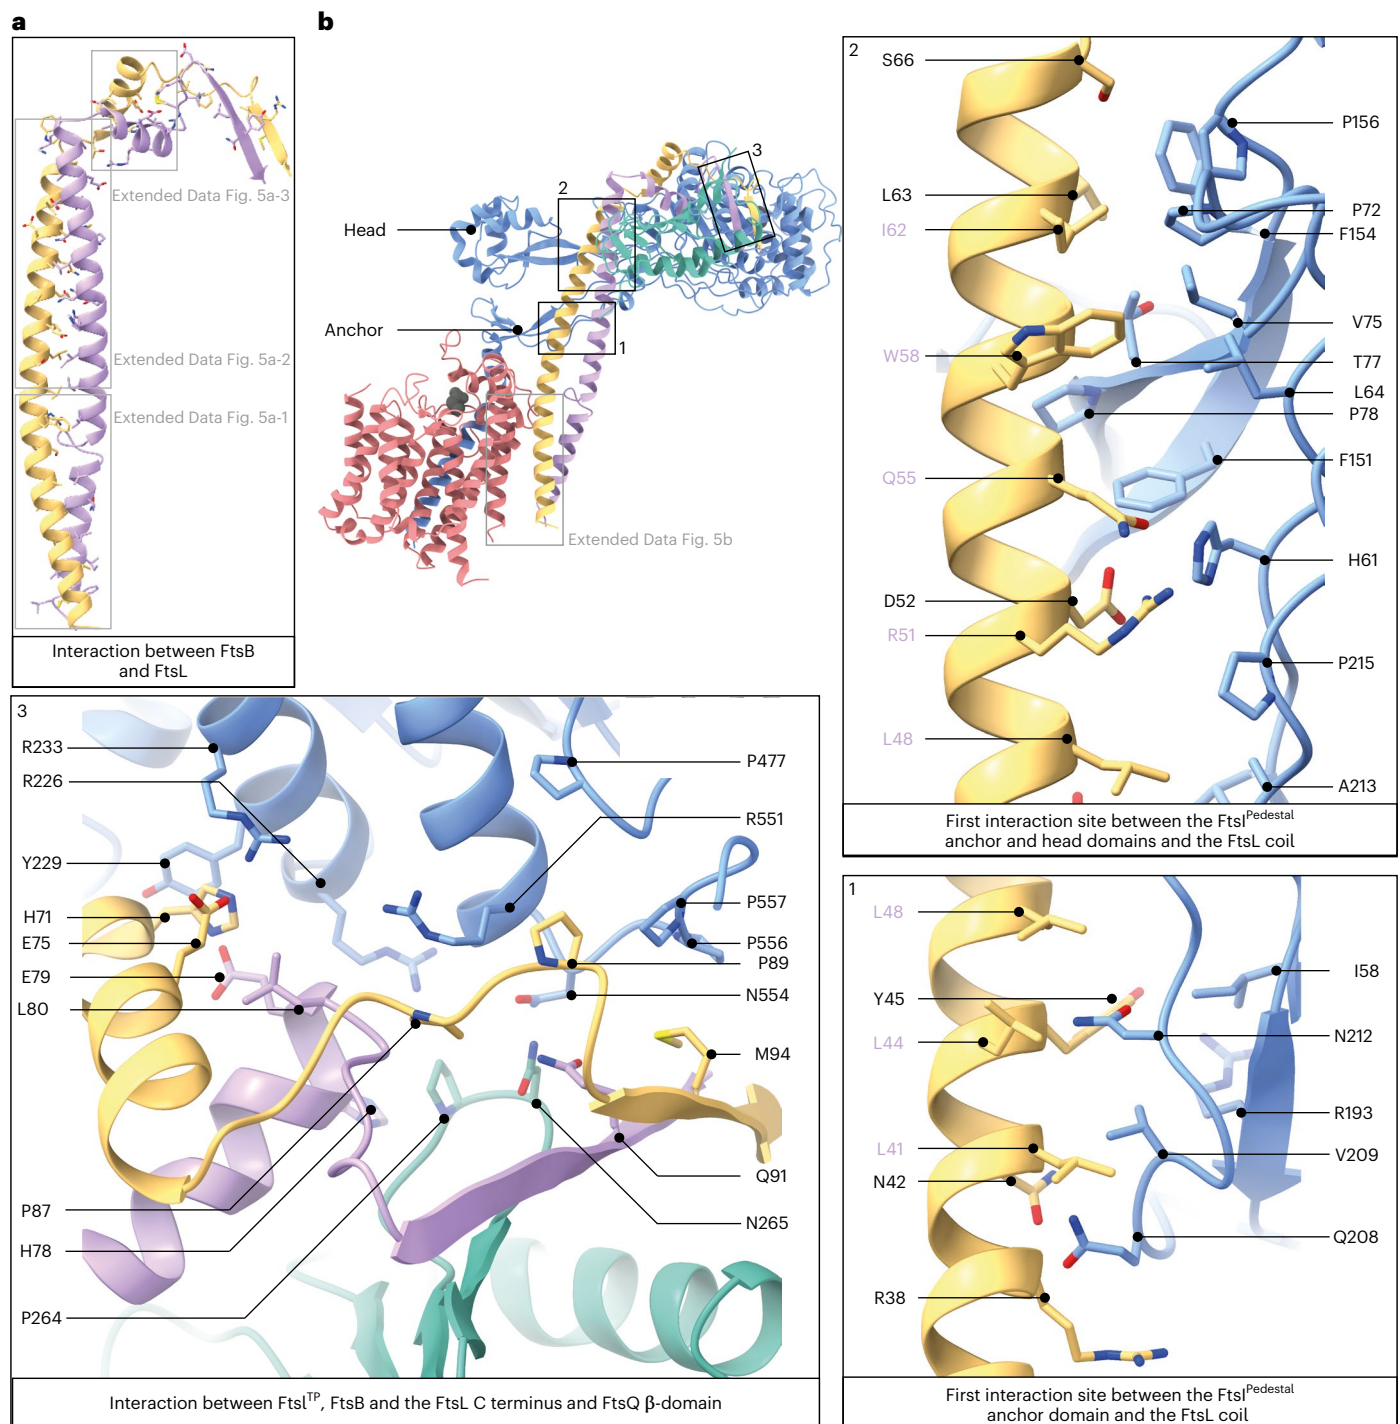 a
Extended Data Fig. 5a-3
Extended Data Fig. 5a-2
Extended Data Fig. 5a-1
Interaction between FtsB
and FtsL
b
Head
Anchor
2
3
1
Extended Data Fig. 5b
2
S66
L63
I62
W58
Q55
D52
R51
L48
P156
P72
F154
V75
T77
L64
P78
F151
H61
P215
A213
First interaction site between the FtsI^Pedestal
anchor and head domains and the FtsL coil
3
R233
R226
Y229
H71
E75
E79
L80
P87
H78
P264
P477
R551
P557
P556
P89
N554
M94
Q91
N265
Interaction between FtsI^TP, FtsB and the FtsL C terminus and FtsQ β-domain
1
L48
Y45
L44
L41
N42
R38
I58
N212
R193
V209
Q208
First interaction site between the FtsI^Pedestal
anchor domain and the FtsL coil